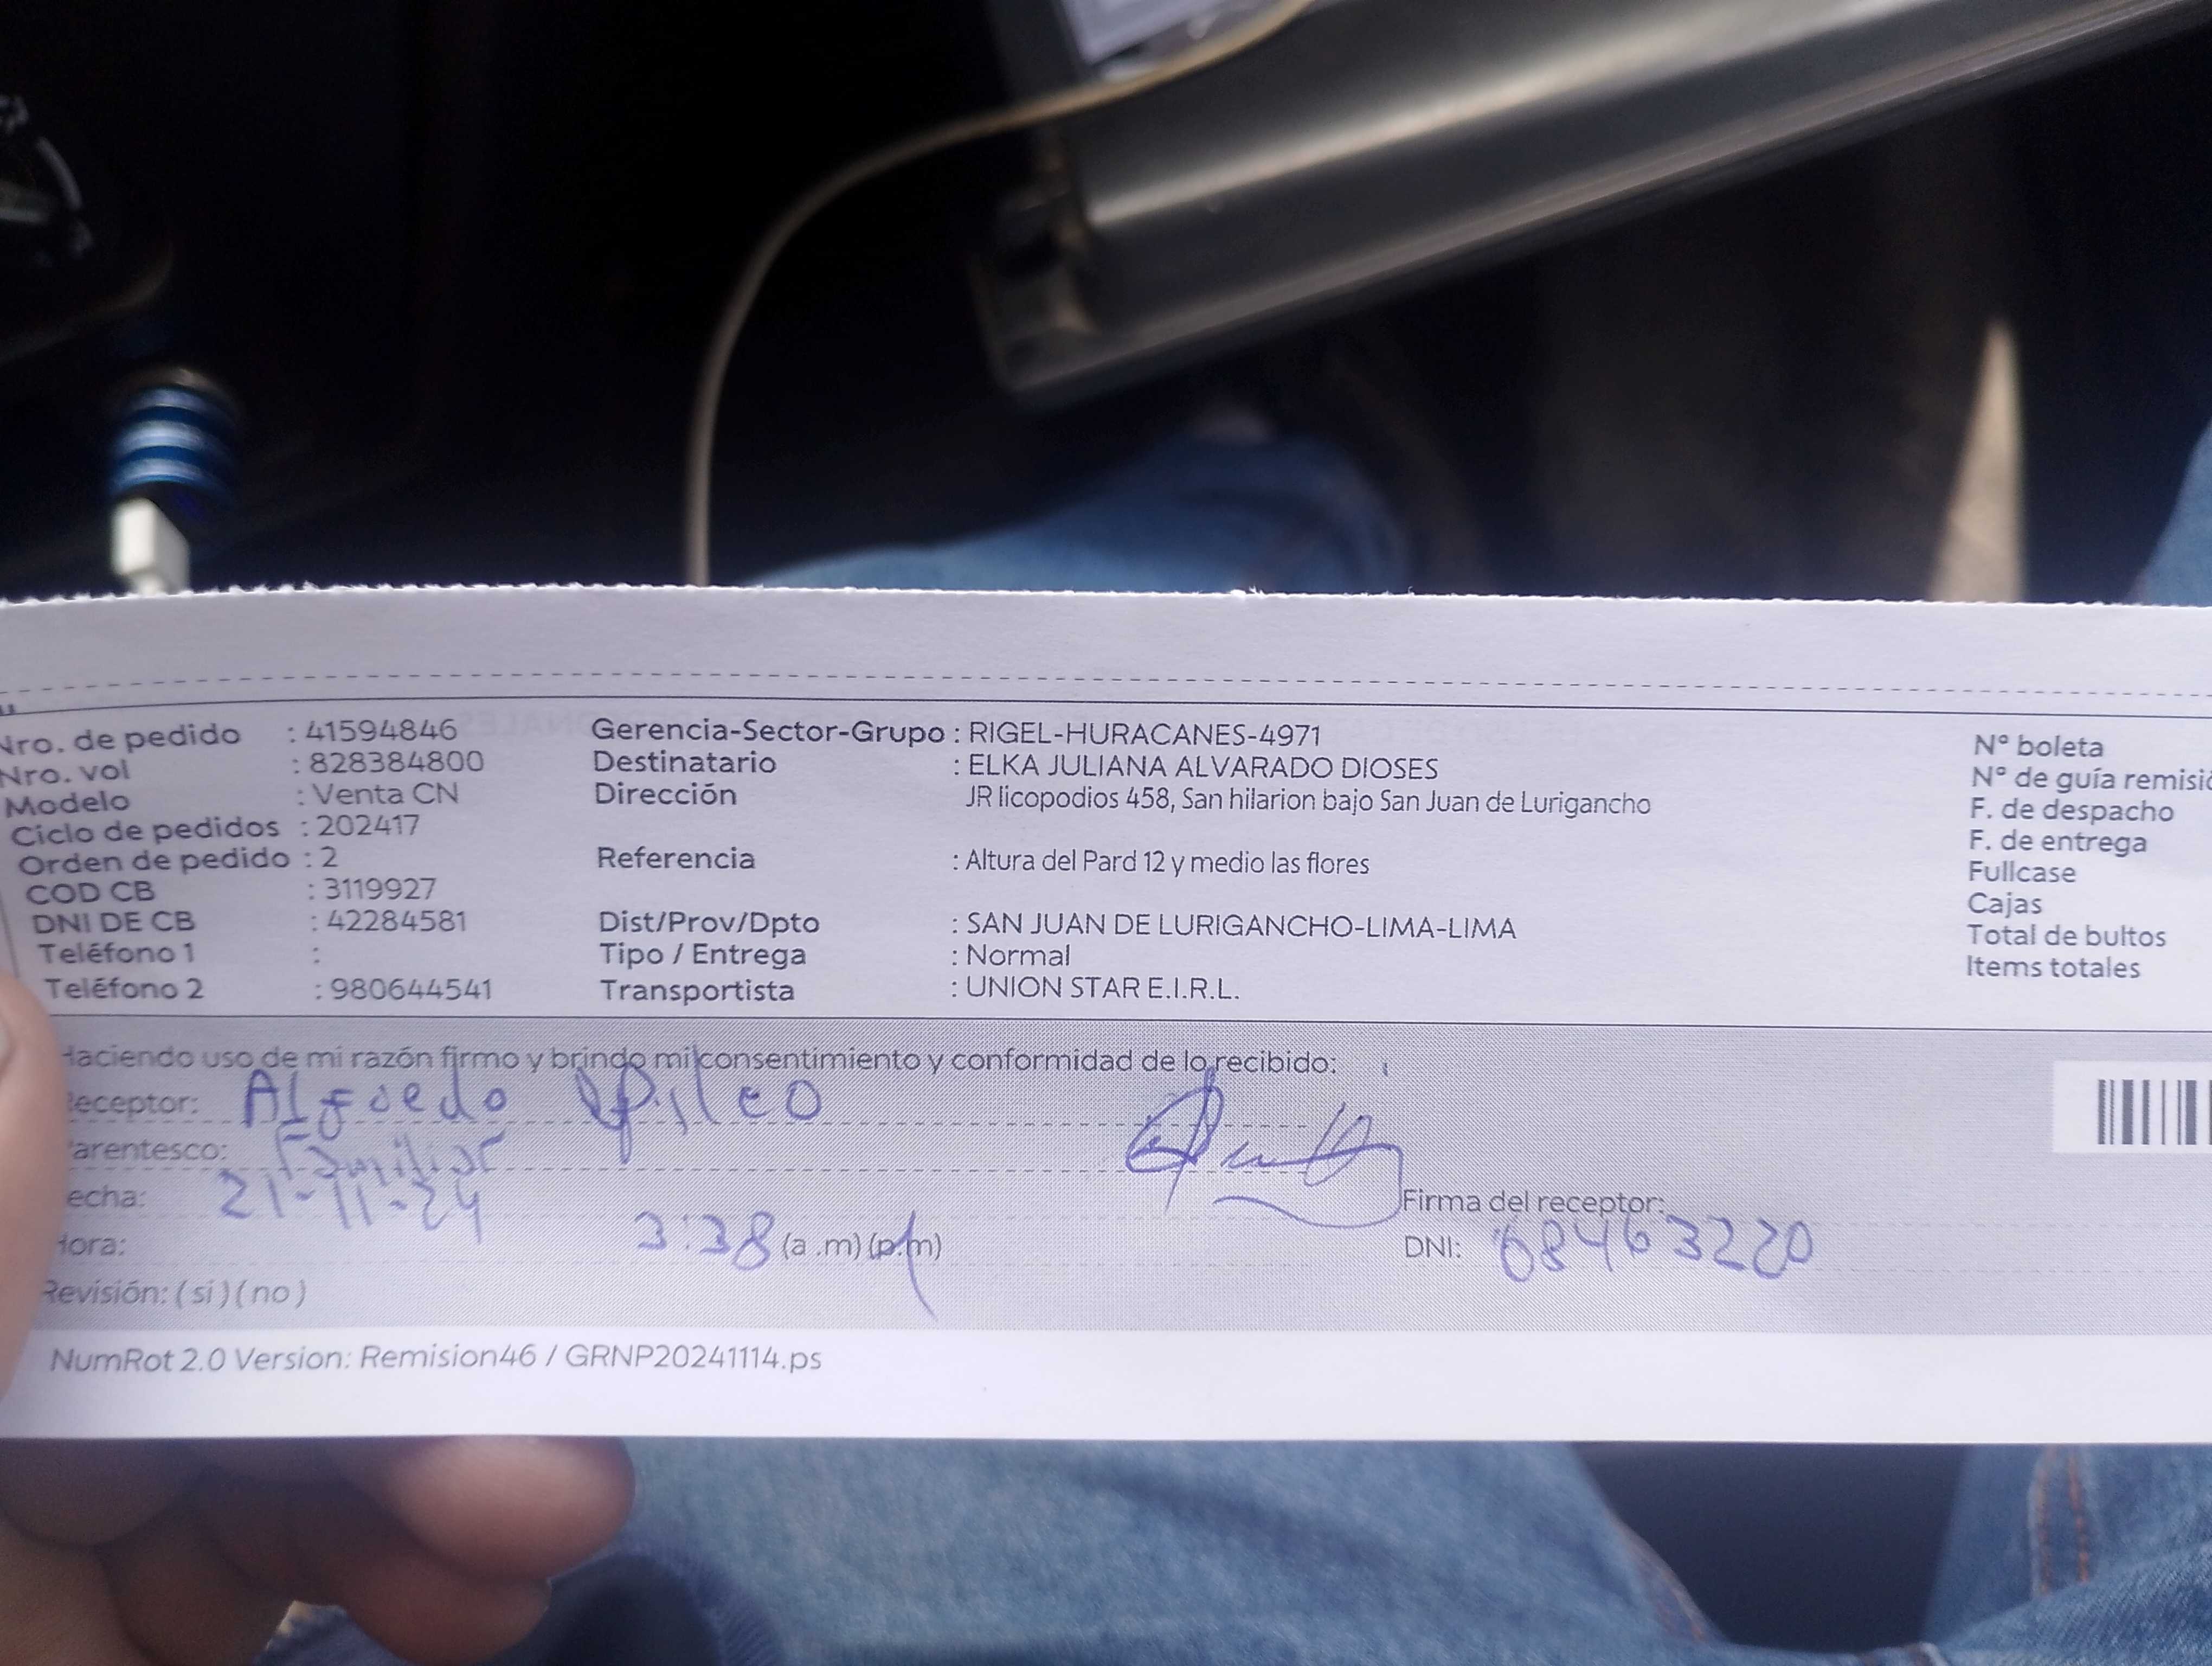 Nro. de pedido : 41594846 Gerencia-Sector-Grupo : RIGEL-HURACANES-4971 N° boleta
Nro. vol : 828384800 Destinatario : ELKA JULIANA ALVARADO DIOSES N° de guía remisió
Modelo : Venta CN Dirección JR licopodios 458, San hilarion bajo San Juan de Lurigancho F. de despacho
Ciclo de pedidos : 202417 F. de entrega
Orden de pedido : 2 Referencia : Altura del Pard 12 y medio las flores Fullcase
COD CB : 3119927 Cajas
DNI DE CB : 42284581 Dist/Prov/Dpto : SAN JUAN DE LURIGANCHO-LIMA-LIMA Total de bultos
Teléfono 1 : Tipo / Entrega : Normal Items totales
Teléfono 2 : 980644541 Transportista : UNION STAR E.I.R.L.
Haciendo uso de mi razón firmo y brindo mi consentimiento y conformidad de lo recibido:
Receptor: Alfredo
Parentesco: Familiar
echa: 21-11-24 Firma del receptor:
Hora: 3:38 (a .m) (p.m) DNI: 08463220
Revisión: ( si ) ( no )
NumRot 2.0 Version: Remision46 / GRNP20241114.ps